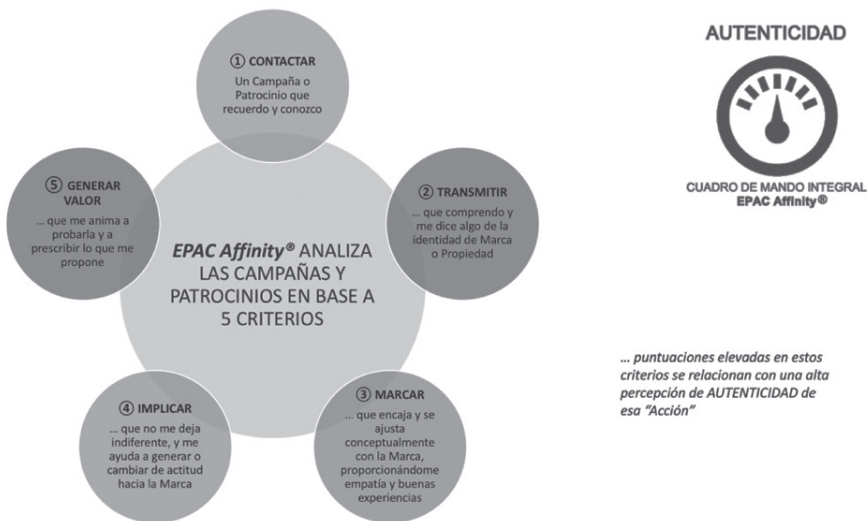 ① CONTACTAR
Un Campaña o
Patrocinio que
recuerdo y conozco
② TRANSMITIR
... que comprendo y
me dice algo de la
identidad de Marca
o Propiedad
③ MARCAR
... que encaja y se
ajusta
conceptualmente
con la Marca,
proporcionándome
empatía y buenas
experiencias
④ IMPLICAR
... que no me deja
indiferente, y me
ayuda a generar o
cambiar de actitud
hacia la Marca
⑤ GENERAR
VALOR
... que me anima a
probarla y a
prescribir lo que me
propone
EPAC Affinity® ANALIZA
LAS CAMPAÑAS Y
PATROCINIOS EN BASE A
5 CRITERIOS
AUTENTICIDAD
CUADRO DE MANDO INTEGRAL
EPAC Affinity®
... puntuaciones elevadas en estos
criterios se relacionan con una alta
percepción de AUTENTICIDAD de
esa “Acción”